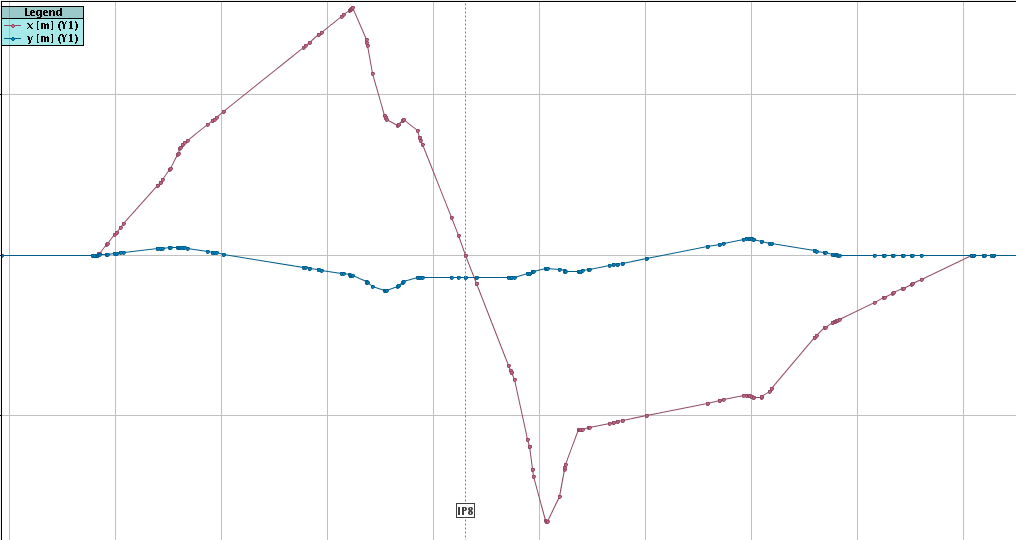 Legend
x [m] (Y1)
y [m] (Y1)
IP8